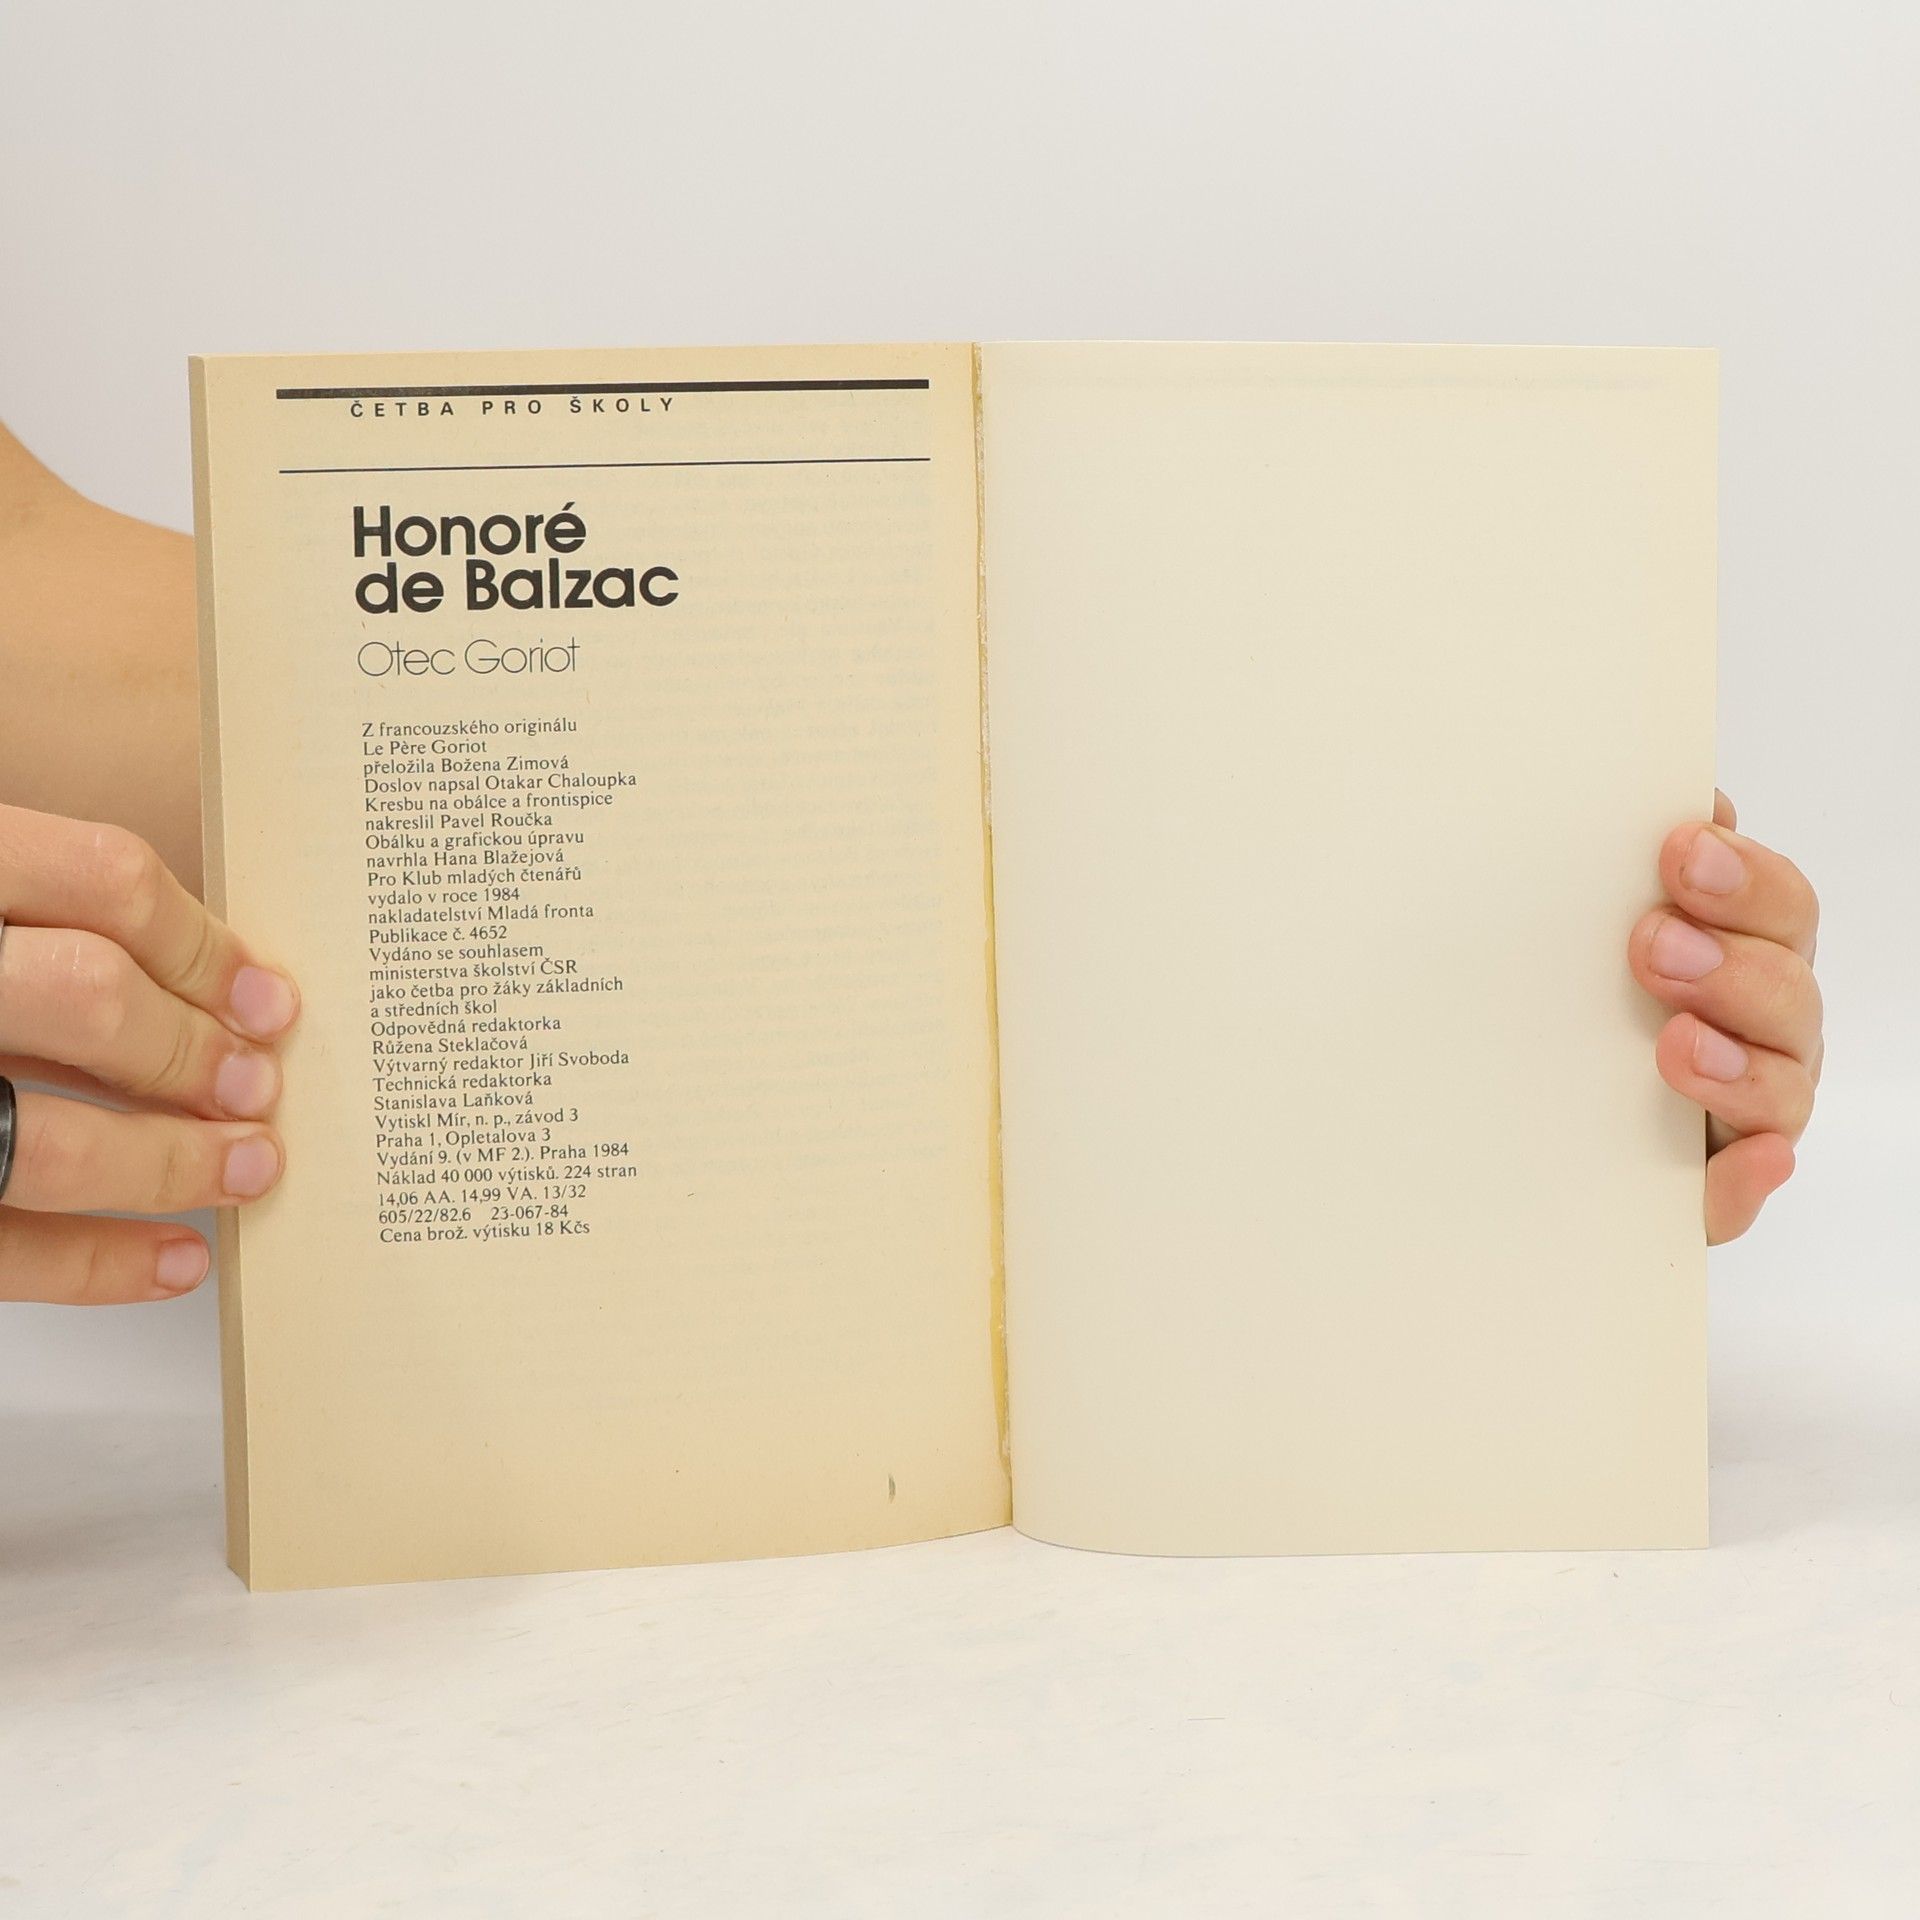 ČETBA PRO ŠKOLY
Honoré
de Balzac
Otec Goriot
Z francouzského originálu
Le Père Goriot
přeložila Božena Zimová
Doslov napsal Otakar Chaloupka
Kresbu na obálce a frontispice
nakreslil Pavel Roučka
Obálku a grafickou úpravu
navrhla Hana Blažejová
Pro Klub mladých čtenářů
vydalo v roce 1984
nakladatelství Mladá fronta
Publikace č. 4652
Vydáno se souhlasem
ministerstva školství ČSR
jako četba pro žáky základních
a středních škol
Odpovědná redaktorka
Růžena Steklačová
Výtvarný redaktor Jiří Svoboda
Technická redaktorka
Stanislava Laňková
Vytiskl Mír, n. p., závod 3
Praha 1, Opletalova 3
Vydání 9. (v MF 2.). Praha 1984
Náklad 40 000 výtisků. 224 stran
14,06 AA. 14,99 VA. 13/32
605/22/82.6 23-067-84
Cena brož. výtisku 18 Kčs